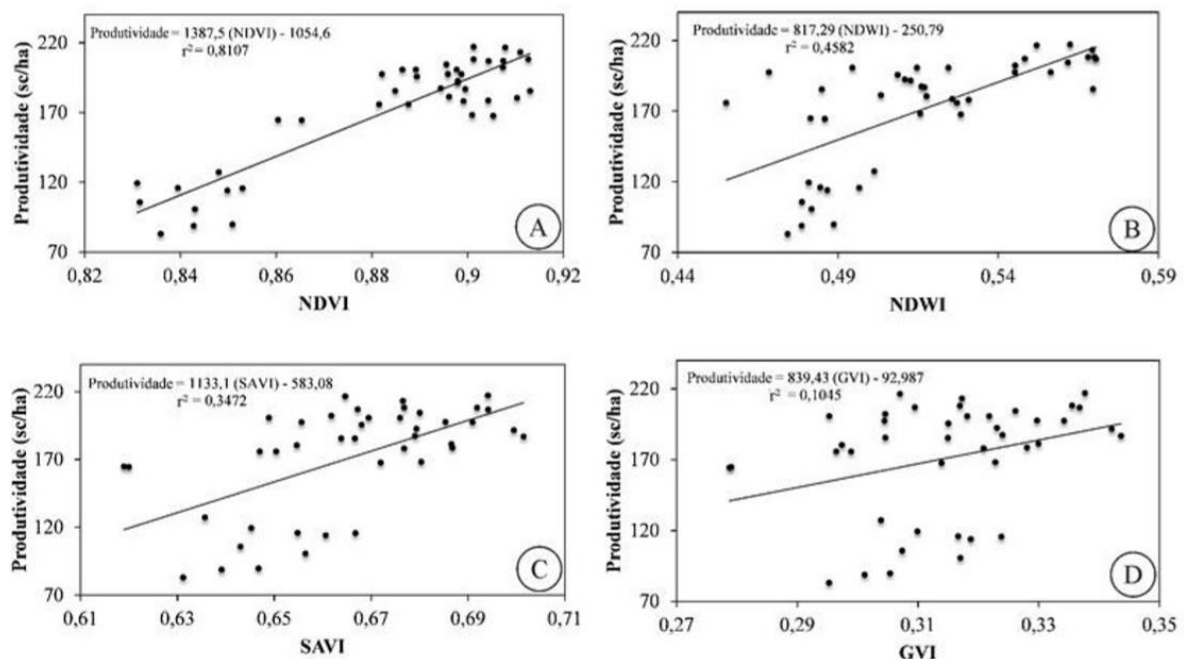 Produtividade = 1387,5 (NDVI) - 1054,6
r² = 0,8107
Produtividade (sc/ha)
220
170
120
70
0,82 0,84 0,86 0,88 0,9 0,92
NDVI
A
Produtividade = 817,29 (NDWI) - 250,79
r² = 0,4582
Produtividade (sc/ha)
220
170
120
70
0,44 0,49 0,54 0,59
NDWI
B
Produtividade = 1133,1 (SAVI) - 583,08
r² = 0,3472
Produtividade (sc/ha)
220
170
120
70
0,61 0,63 0,65 0,67 0,69 0,71
SAVI
C
Produtividade = 839,43 (GVI) - 92,987
r² = 0,1045
Produtividade (sc/ha)
220
170
120
70
0,27 0,29 0,31 0,33 0,35
GVI
D